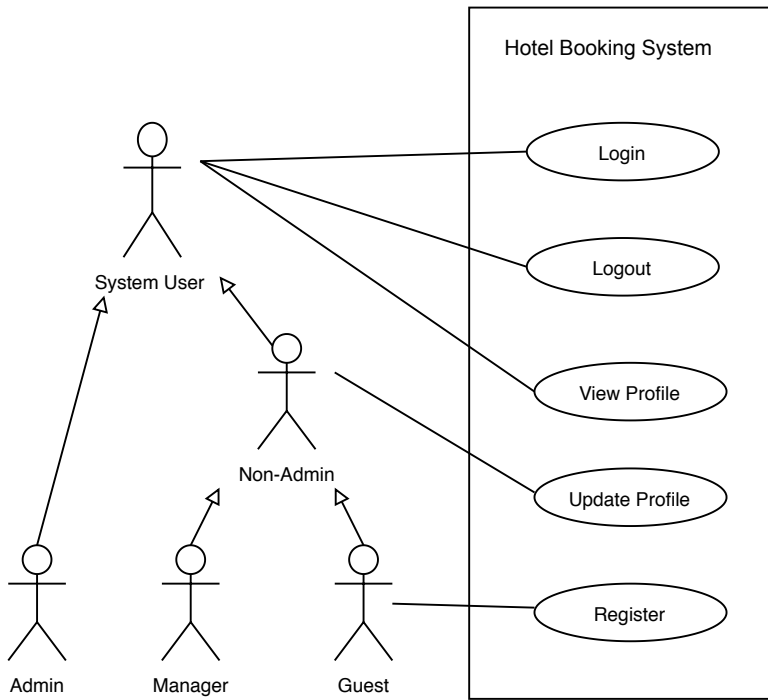 Hotel Booking System
Login
Logout
System User
View Profile
Non-Admin
Update Profile
Register
Admin
Manager
Guest